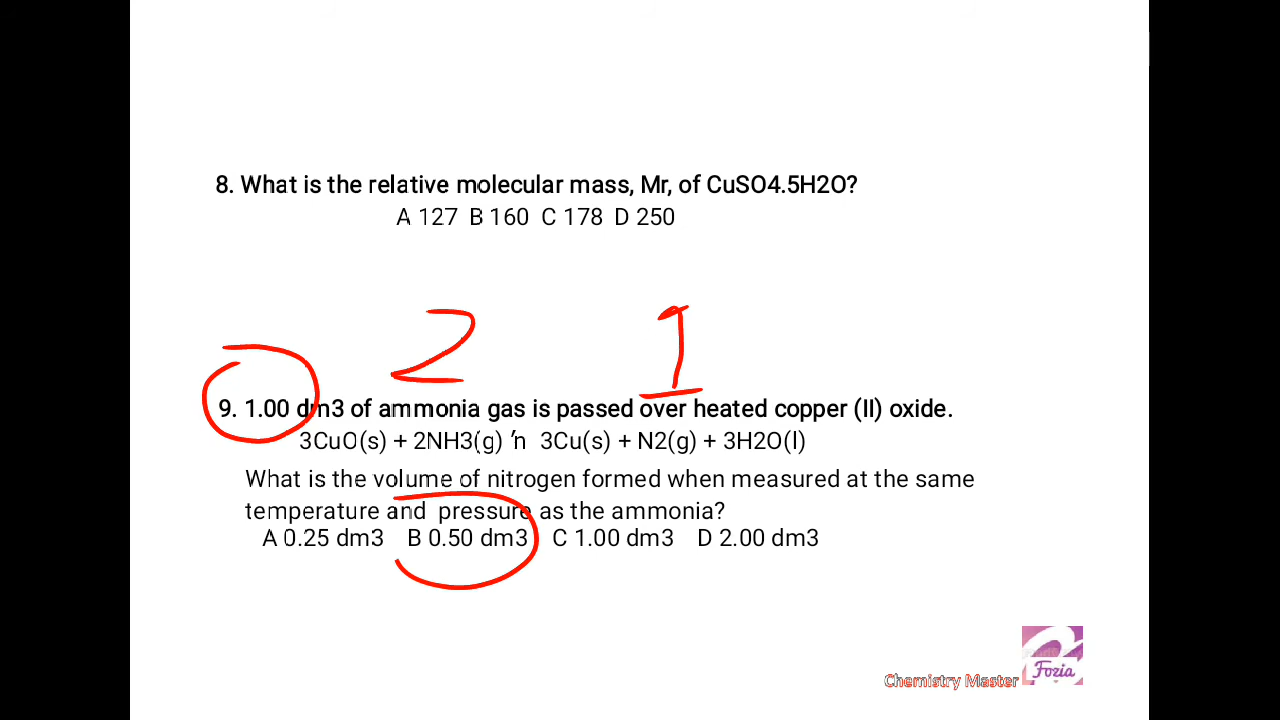 8. What is the relative molecular mass, Mr, of CuSO4.5H2O?
A 127 B 160 C 178 D 250
2 1
9. 1.00 dm3 of ammonia gas is passed over heated copper (II) oxide.
3CuO(s) + 2NH3(g) ’n 3Cu(s) + N2(g) + 3H2O(l)
What is the volume of nitrogen formed when measured at the same
temperature and pressure as the ammonia?
A 0.25 dm3 B 0.50 dm3 C 1.00 dm3 D 2.00 dm3
Fozia
Chemistry Master